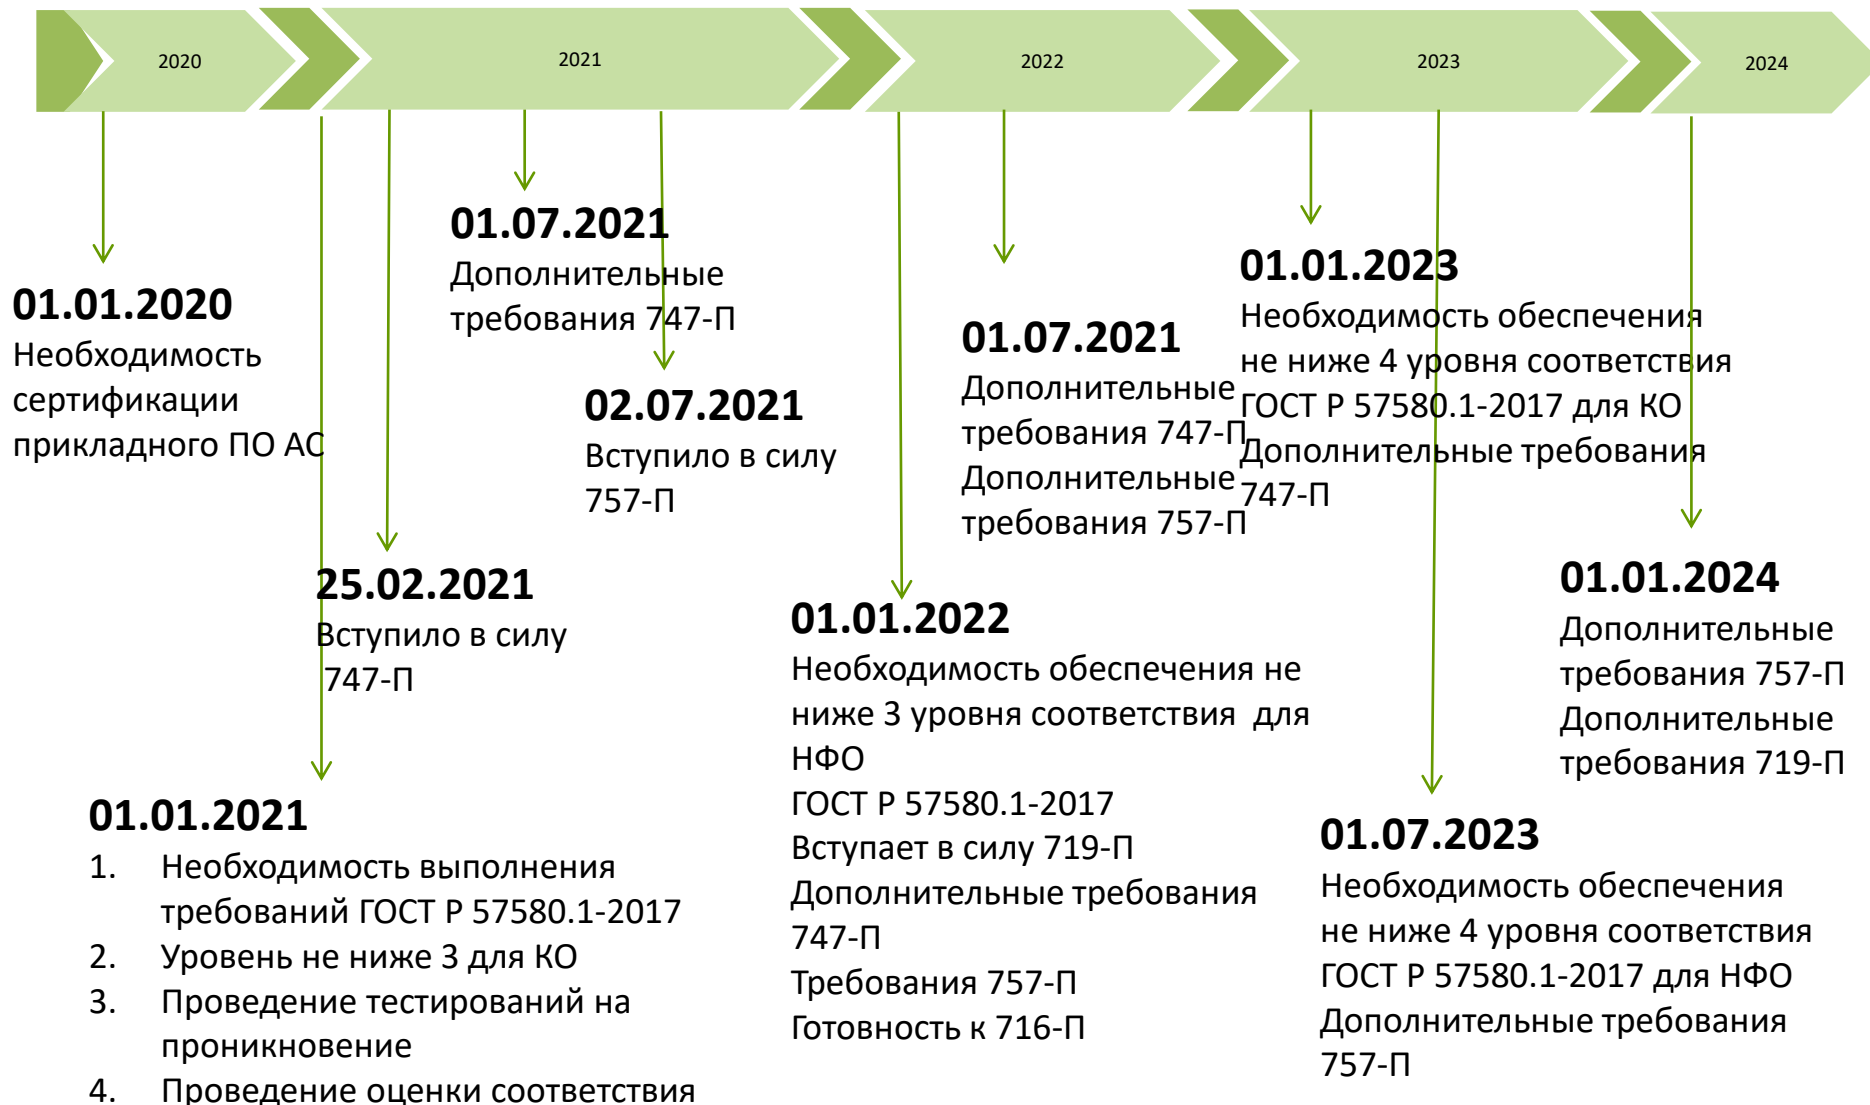 2020
2021
2022
2023
2024
01.01.2020
Необходимость
сертификации
прикладного ПО АС
01.07.2021
Дополнительные
требования 747-П
02.07.2021
Вступило в силу
757-П
25.02.2021
Вступило в силу
747-П
01.01.2021
1. Необходимость выполнения
требований ГОСТ Р 57580.1-2017
2. Уровень не ниже 3 для КО
3. Проведение тестирований на
проникновение
4. Проведение оценки соответствия
01.07.2021
Дополнительные
требования 747-П
Дополнительные
требования 757-П
01.01.2022
Необходимость обеспечения не
ниже 3 уровня соответствия для
НФО
ГОСТ Р 57580.1-2017
Вступает в силу 719-П
Дополнительные требования
747-П
Требования 757-П
Готовность к 716-П
01.01.2023
Необходимость обеспечения
не ниже 4 уровня соответствия
ГОСТ Р 57580.1-2017 для КО
Дополнительные требования
747-П
01.07.2023
Необходимость обеспечения
не ниже 4 уровня соответствия
ГОСТ Р 57580.1-2017 для НФО
Дополнительные требования
757-П
01.01.2024
Дополнительные
требования 757-П
Дополнительные
требования 719-П